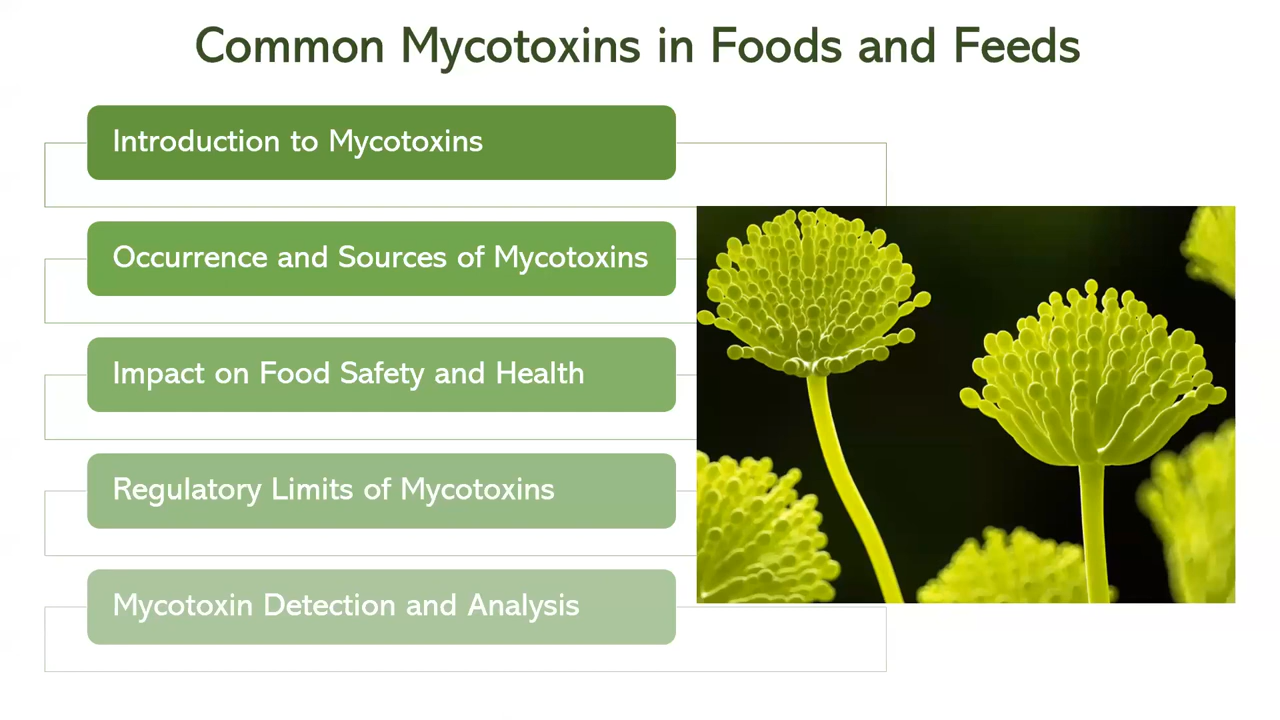 Common Mycotoxins in Foods and Feeds
Introduction to Mycotoxins
Occurrence and Sources of Mycotoxins
Impact on Food Safety and Health
Regulatory Limits of Mycotoxins
Mycotoxin Detection and Analysis